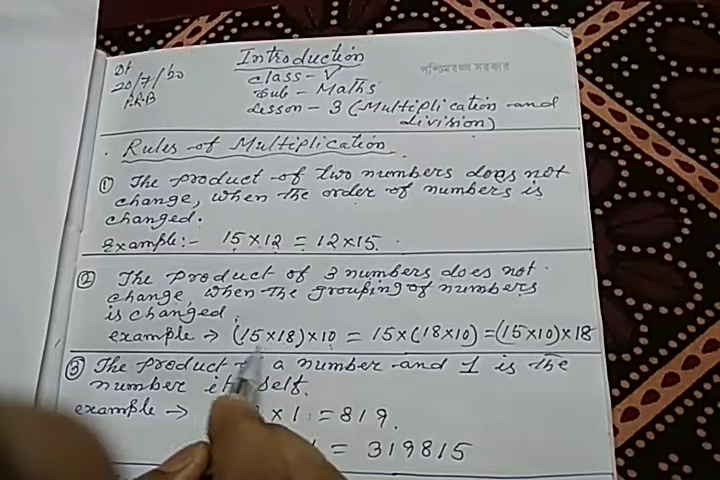 Introduction
Dt
20/7/20
P.R.B
Class - V
Sub - Maths
Lesson - 3 (Multiplication and
division)
পশ্চিমবঙ্গ সরকার
Rules of Multiplication
① The product of two numbers does not
change, when the order of numbers is
changed.
Example:- 15×12 = 12×15.
② The product of 3 numbers does not
change, when the grouping of numbers
is changed.
example → (15×18)×10 = 15×(18×10) = (15×10)×18
③ The product a number and 1 is the
number itself.
example → × 1 = 819.
= 319815